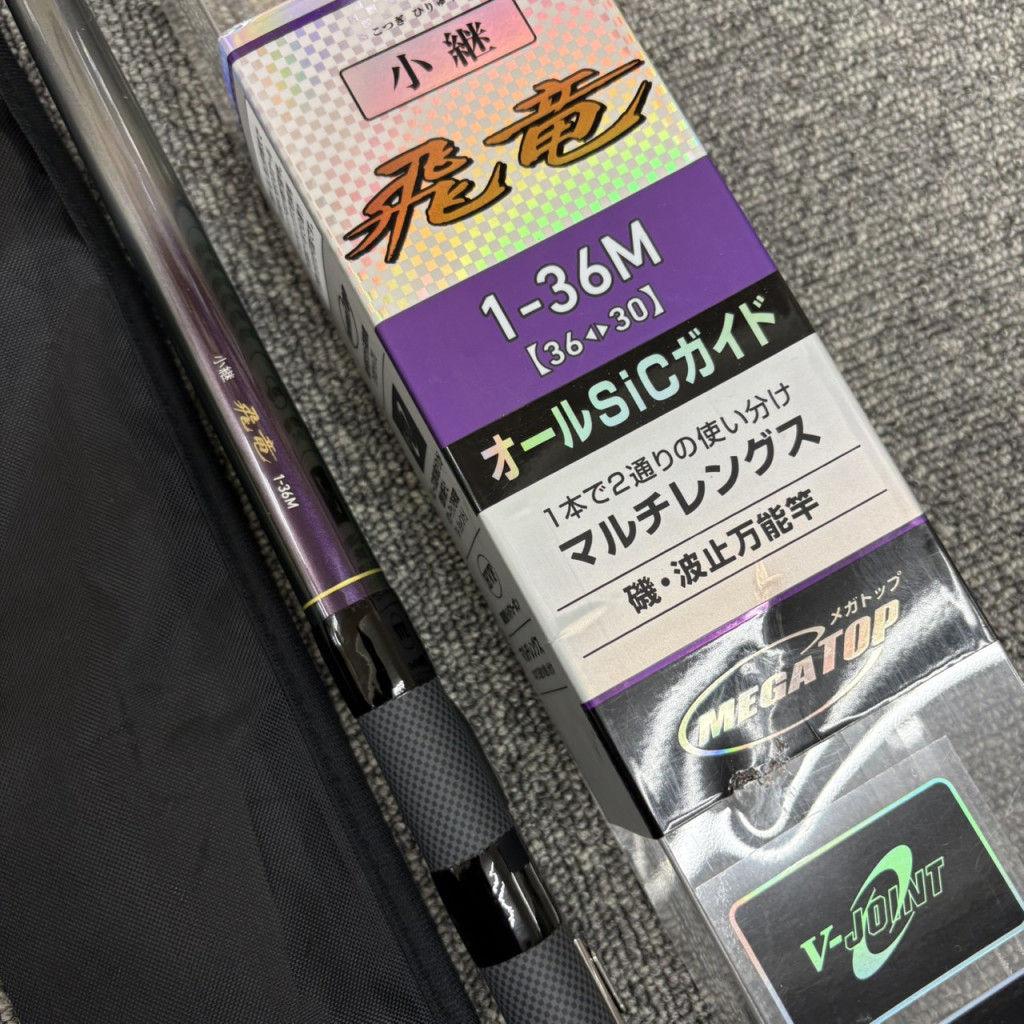 こつぎ ひりゅ
小継
飛竜
1-36M
【36◂▸30】
オールSiCガイド
1本で2通りの使い分け
マルチレングス
磯・波止万能竿
メガトップ
MEGATOP
V-JOINT
小継 飛竜 1-36M